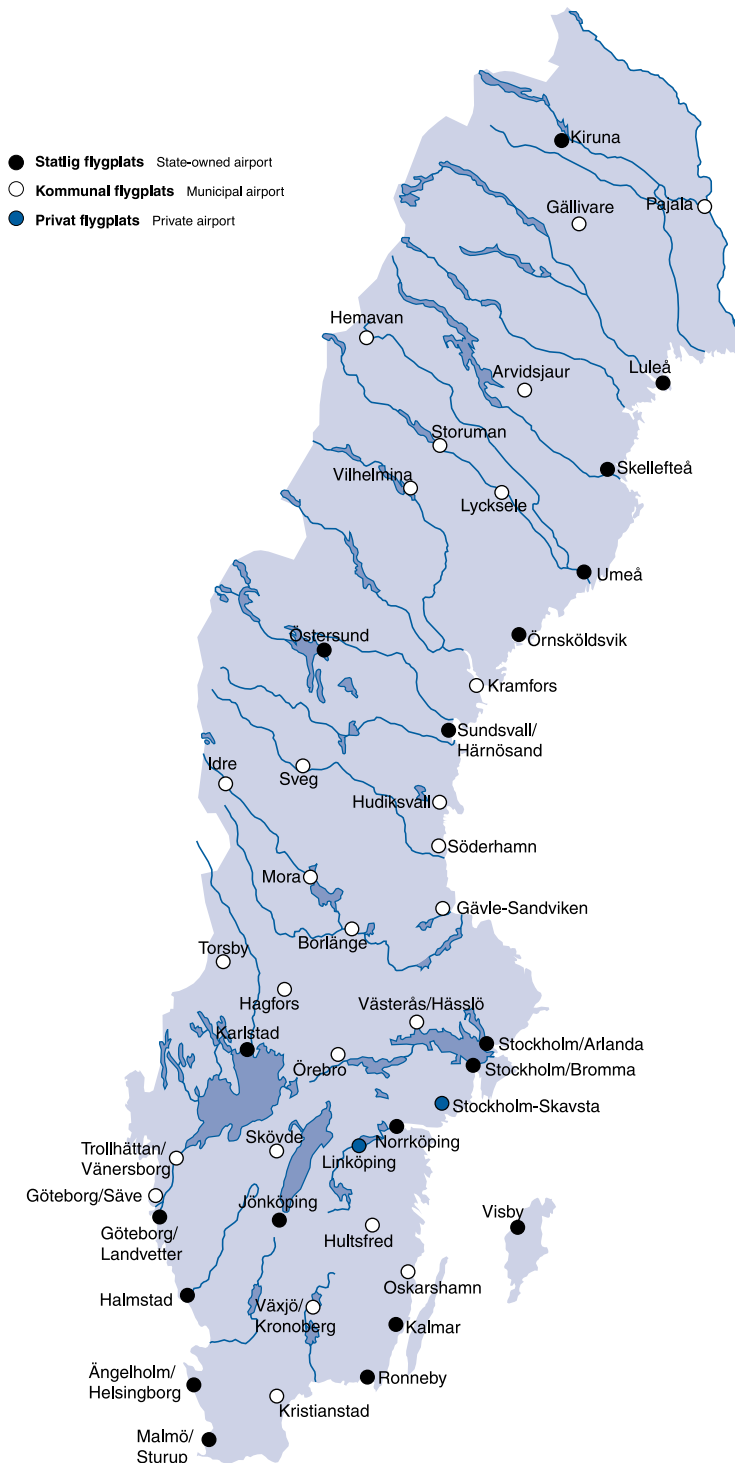 Statlig flygplats State-owned airport
Kommunal flygplats Municipal airport
Privat flygplats Private airport
Kiruna
Gällivare
Pajala
Hemavan
Arvidsjaur
Luleå
Storuman
Skellefteå
Vilhelmina
Lycksele
Umeå
Östersund
Örnsköldsvik
Kramfors
Sundsvall/
Härnösand
Idre
Sveg
Hudiksvall
Söderhamn
Mora
Gävle-Sandviken
Borlänge
Torsby
Hagfors
Västerås/Hässlö
Karlstad
Stockholm/Arlanda
Örebro
Stockholm/Bromma
Stockholm-Skavsta
Norrköping
Skövde
Linköping
Trollhättan/
Vänersborg
Göteborg/Säve
Jönköping
Visby
Göteborg/
Landvetter
Hultsfred
Oskarshamn
Halmstad
Växjö/
Kronoberg
Kalmar
Ängelholm/
Helsingborg
Ronneby
Kristianstad
Malmö/
Sturup